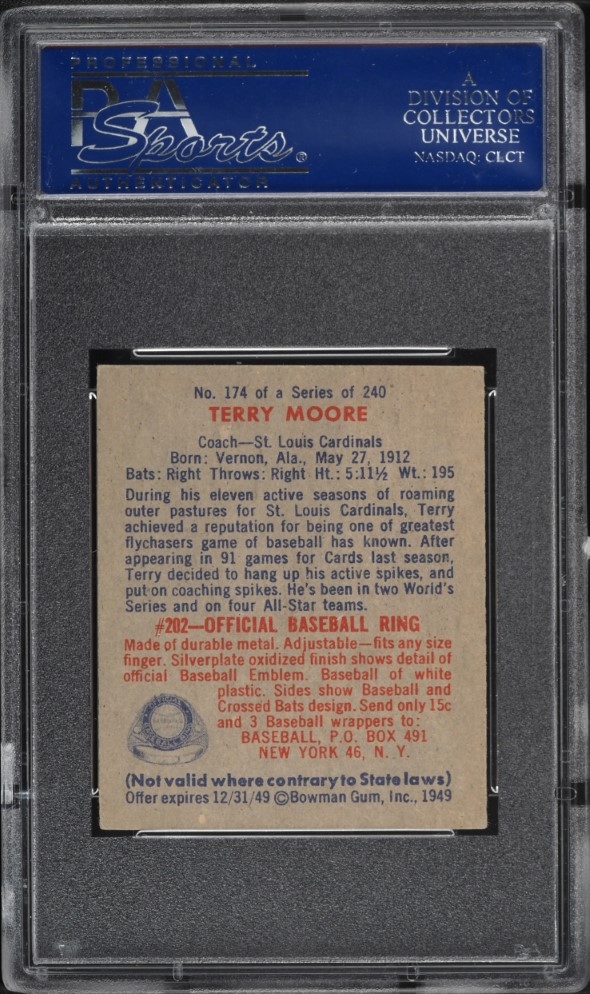 PROFESSIONAL
PSA
Sports®
AUTHENTICATOR
A
DIVISION OF
COLLECTORS
UNIVERSE
NASDAQ: CLCT
No. 174 of a Series of 240
TERRY MOORE
Coach—St. Louis Cardinals
Born: Vernon, Ala., May 27, 1912
Bats: Right Throws: Right Ht.: 5:11½ Wt.: 195
During his eleven active seasons of roaming
outer pastures for St. Louis Cardinals, Terry
achieved a reputation for being one of greatest
flychasers game of baseball has known. After
appearing in 91 games for Cards last season,
Terry decided to hang up his active spikes, and
put on coaching spikes. He's been in two World's
Series and on four All-Star teams.
#202—OFFICIAL BASEBALL RING
Made of durable metal. Adjustable—fits any size
finger. Silverplate oxidized finish shows detail of
official Baseball Emblem. Baseball of white
plastic. Sides show Baseball and
Crossed Bats design. Send only 15c
and 3 Baseball wrappers to:
BASEBALL, P.O. BOX 491
NEW YORK 46, N. Y.
(Not valid where contrary to State laws)
Offer expires 12/31/49 ©Bowman Gum, Inc., 1949